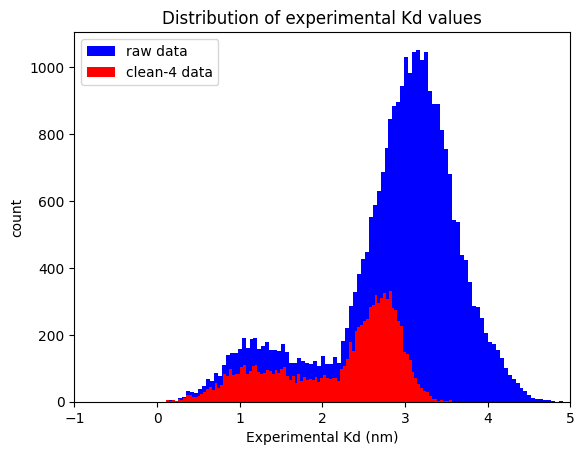 Distribution of experimental Kd values
raw data
clean-4 data
1000
800
600
400
200
0
count
−1 0 1 2 3 4 5
Experimental Kd (nm)